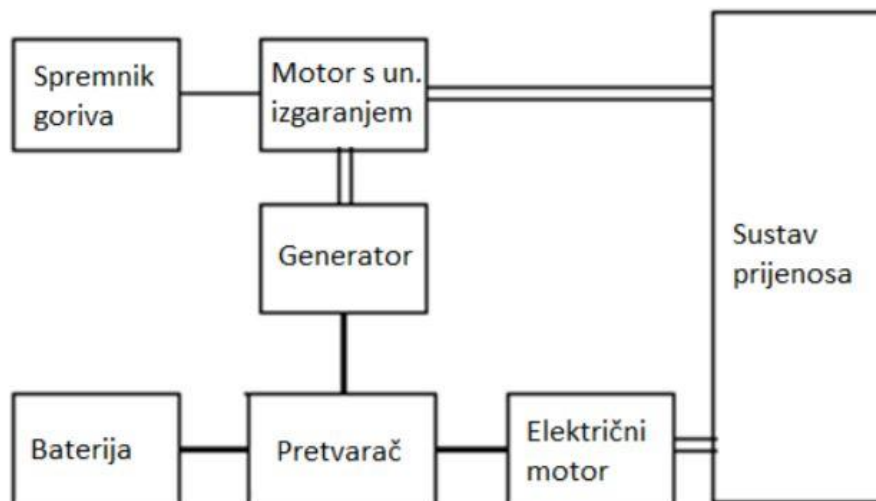 Spremnik
goriva
Motor s un.
izgaranjem
Generator
Sustav
prijenosa
Baterija
Pretvarač
Električni
motor